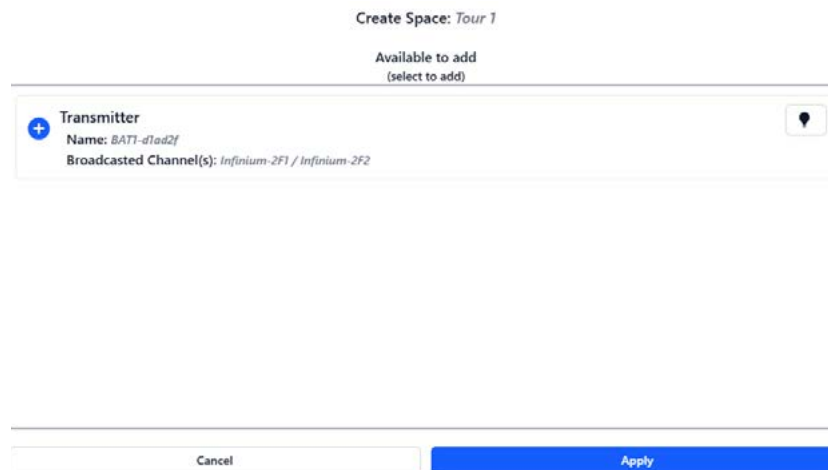 Create Space: Tour 1
Available to add
(select to add)
Transmitter
Name: BAT1-d1ad2f
Broadcasted Channel(s): Infinium-2F1 / Infinium-2F2
Cancel
Apply